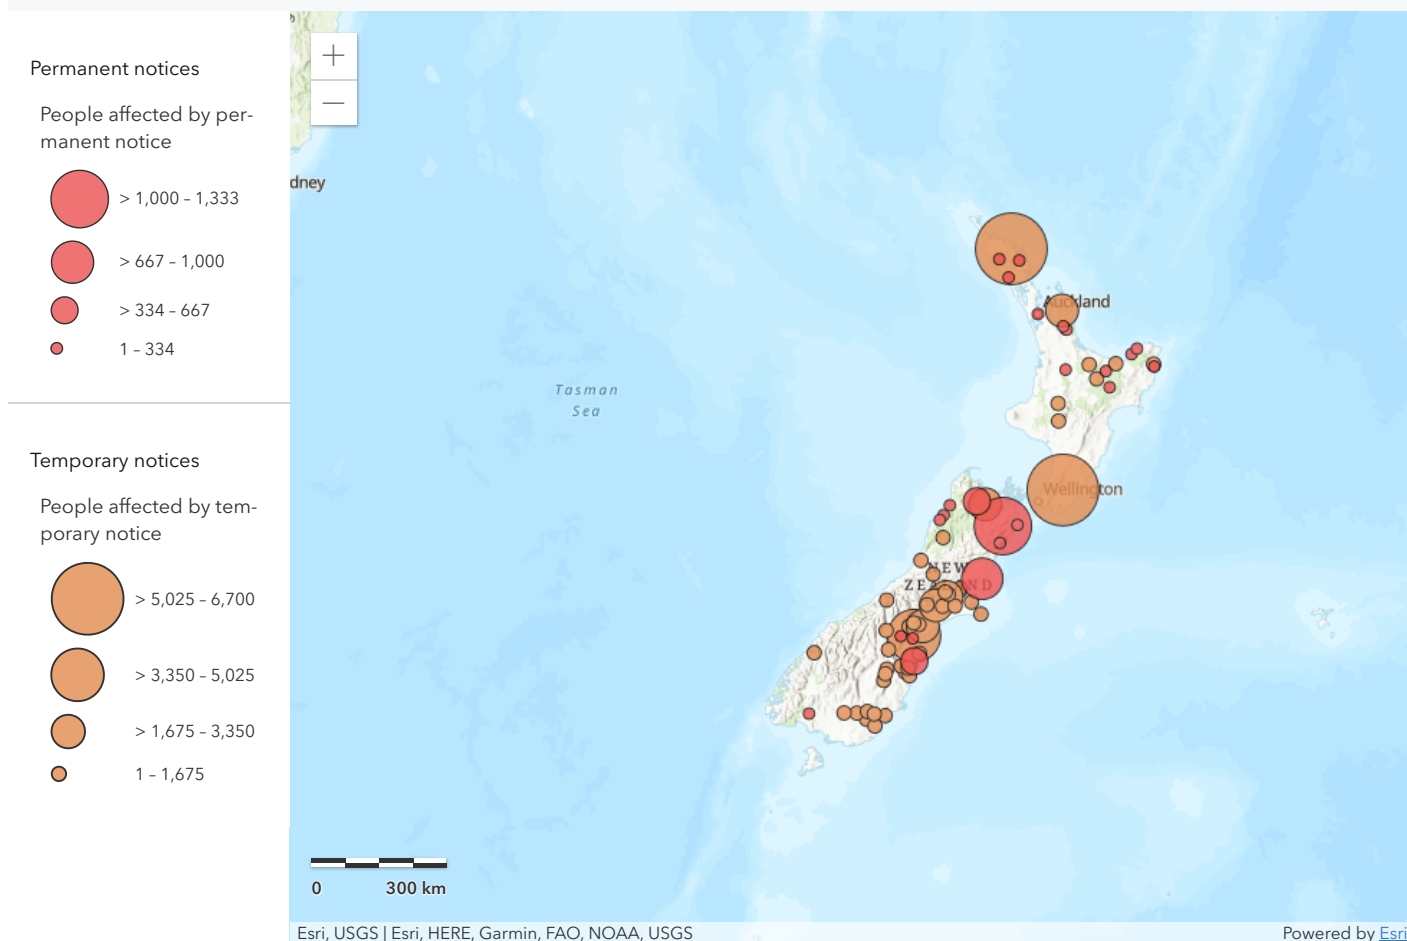 Permanent notices
People affected by per-
manent notice
> 1,000 – 1,333
> 667 – 1,000
> 334 – 667
1 – 334
Temporary notices
People affected by tem-
porary notice
> 5,025 – 6,700
> 3,350 – 5,025
> 1,675 – 3,350
1 – 1,675
+
−
dney
Auckland
Tasman
Sea
Wellington
NEW
ZEALAND
0 300 km
Esri, USGS | Esri, HERE, Garmin, FAO, NOAA, USGS
Powered by Esri